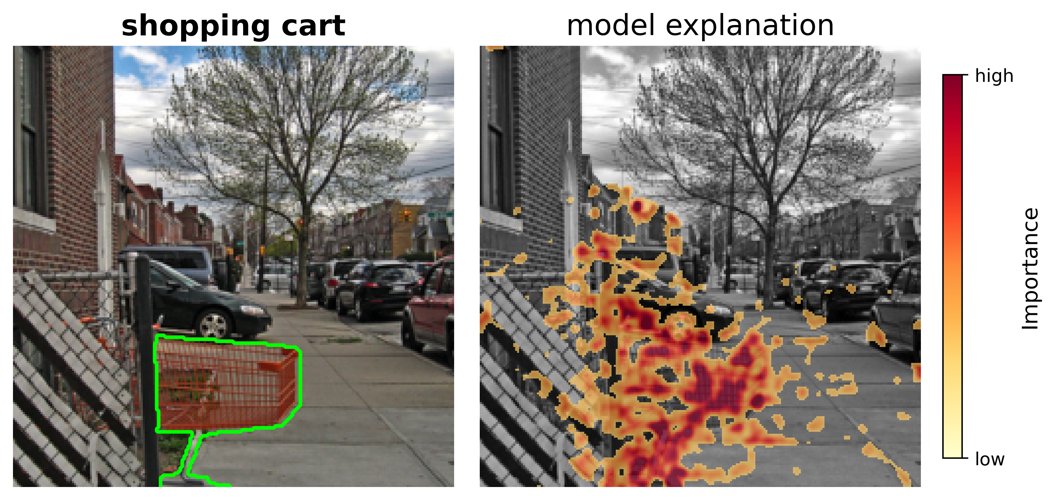 shopping cart
model explanation
high
Importance
low